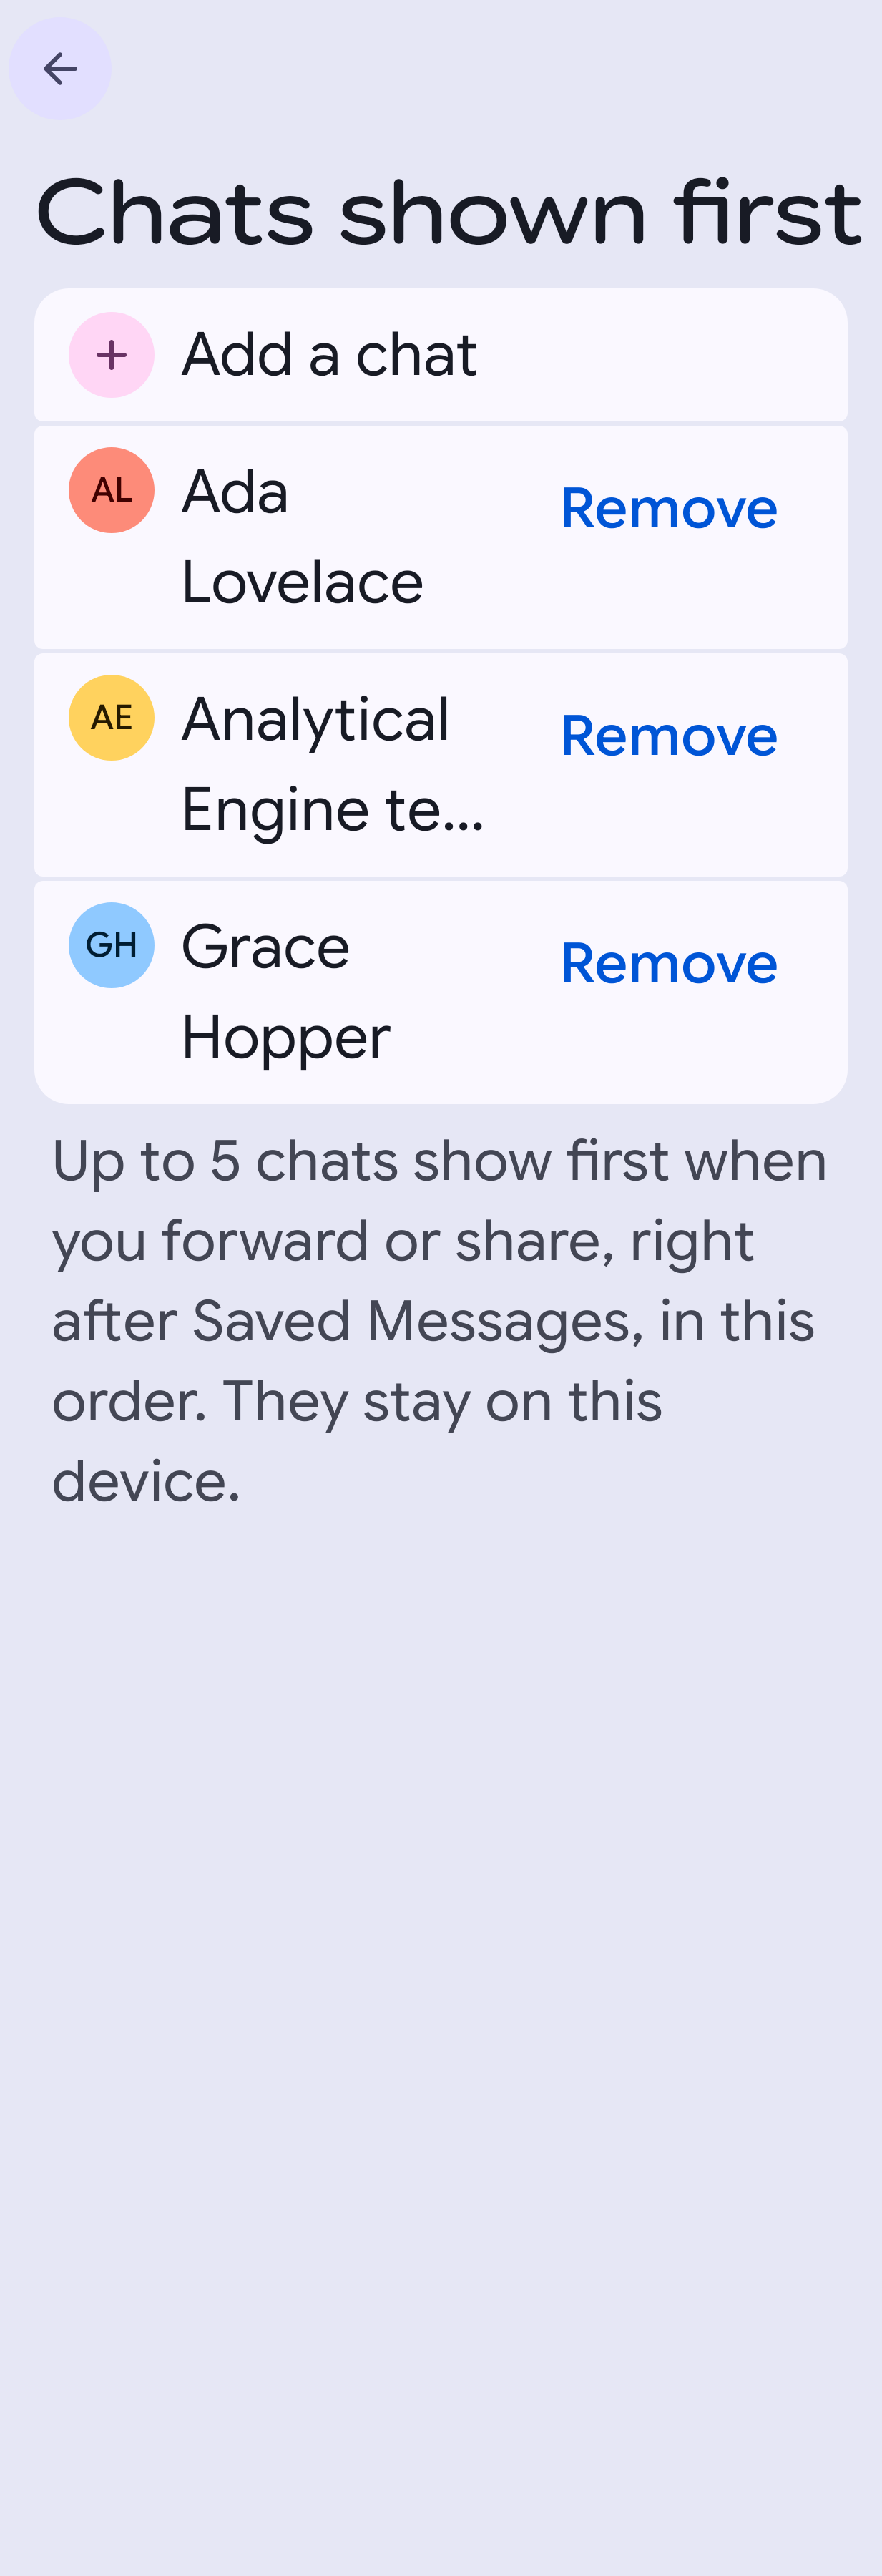 Chats shown first
Add a chat
AL
Ada
Lovelace
Remove
AE
Analytical
Engine te...
Remove
GH
Grace
Hopper
Remove
Up to 5 chats show first when
you forward or share, right
after Saved Messages, in this
order. They stay on this
device.